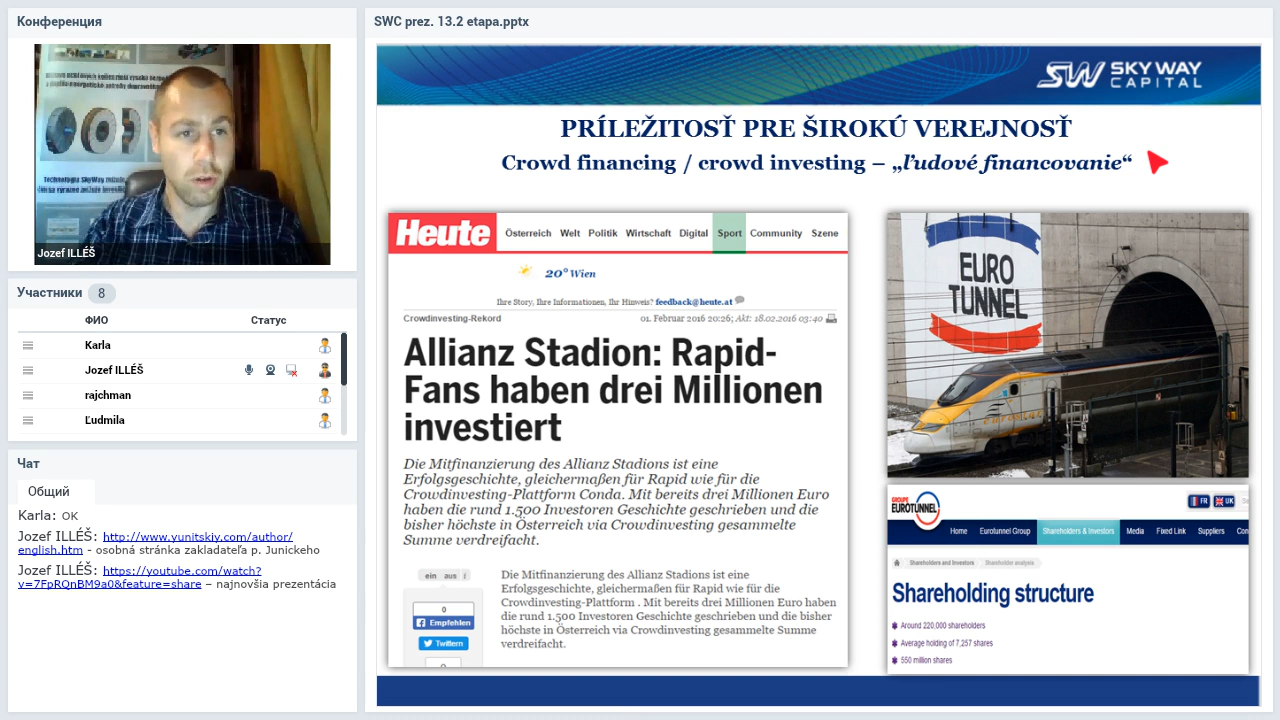 Конференция
Jozef ILLÉŠ
Участники 8
ФИО Статус
Karla
Jozef ILLÉŠ
rajchman
Ľudmila
Чат
Общий
Karla: OK
Jozef ILLÉŠ: http://www.yunitskiy.com/author/
english.htm - osobná stránka zakladateľa p. Junickeho
Jozef ILLÉŠ: https://youtube.com/watch?
v=7FpRQnBM9a0&feature=share – najnovšia prezentácia
SWC prez. 13.2 etapa.pptx
SW SKY WAY
CAPITAL
PRÍLEŽITOSŤ PRE ŠIROKÚ VEREJNOSŤ
Crowd financing / crowd investing – „ľudové financovanie“
Heute Österreich Welt Politik Wirtschaft Digital Sport Community Szene
20° Wien
Ihre Story, Ihre Informationen, Ihr Hinweis? feedback@heute.at
Crowdinvesting-Rekord 01. Februar 2016 20:26; Akt: 18.02.2016 03:40
Allianz Stadion: Rapid-
Fans haben drei Millionen
investiert
Die Mitfinanzierung des Allianz Stadions ist eine
Erfolgsgeschichte, gleichermaßen für Rapid wie für die
Crowdinvesting-Plattform Conda. Mit bereits drei Millionen Euro
haben die rund 1.500 Investoren Geschichte geschrieben und die
bisher höchste in Österreich via Crowdinvesting gesammelte
Summe verdreifacht.
ein aus f
0
Empfehlen
Twittern
Die Mitfinanzierung des Allianz Stadions ist eine
Erfolgsgeschichte, gleichermaßen für Rapid wie für die
Crowdinvesting-Plattform . Mit bereits drei Millionen Euro haben
die rund 1.500 Investoren Geschichte geschrieben und die bisher
höchste in Österreich via Crowdinvesting gesammelte Summe
verdreifacht.
EURO
TUNNEL
GROUPE
EUROTUNNEL
FR UK
Home Eurotunnel Group Shareholders & Investors Media Fixed Link Suppliers Con
Shareholders and Investors Shareholder analysis
Shareholding structure
Around 220,000 shareholders
Average holding of 7,257 shares
550 million shares